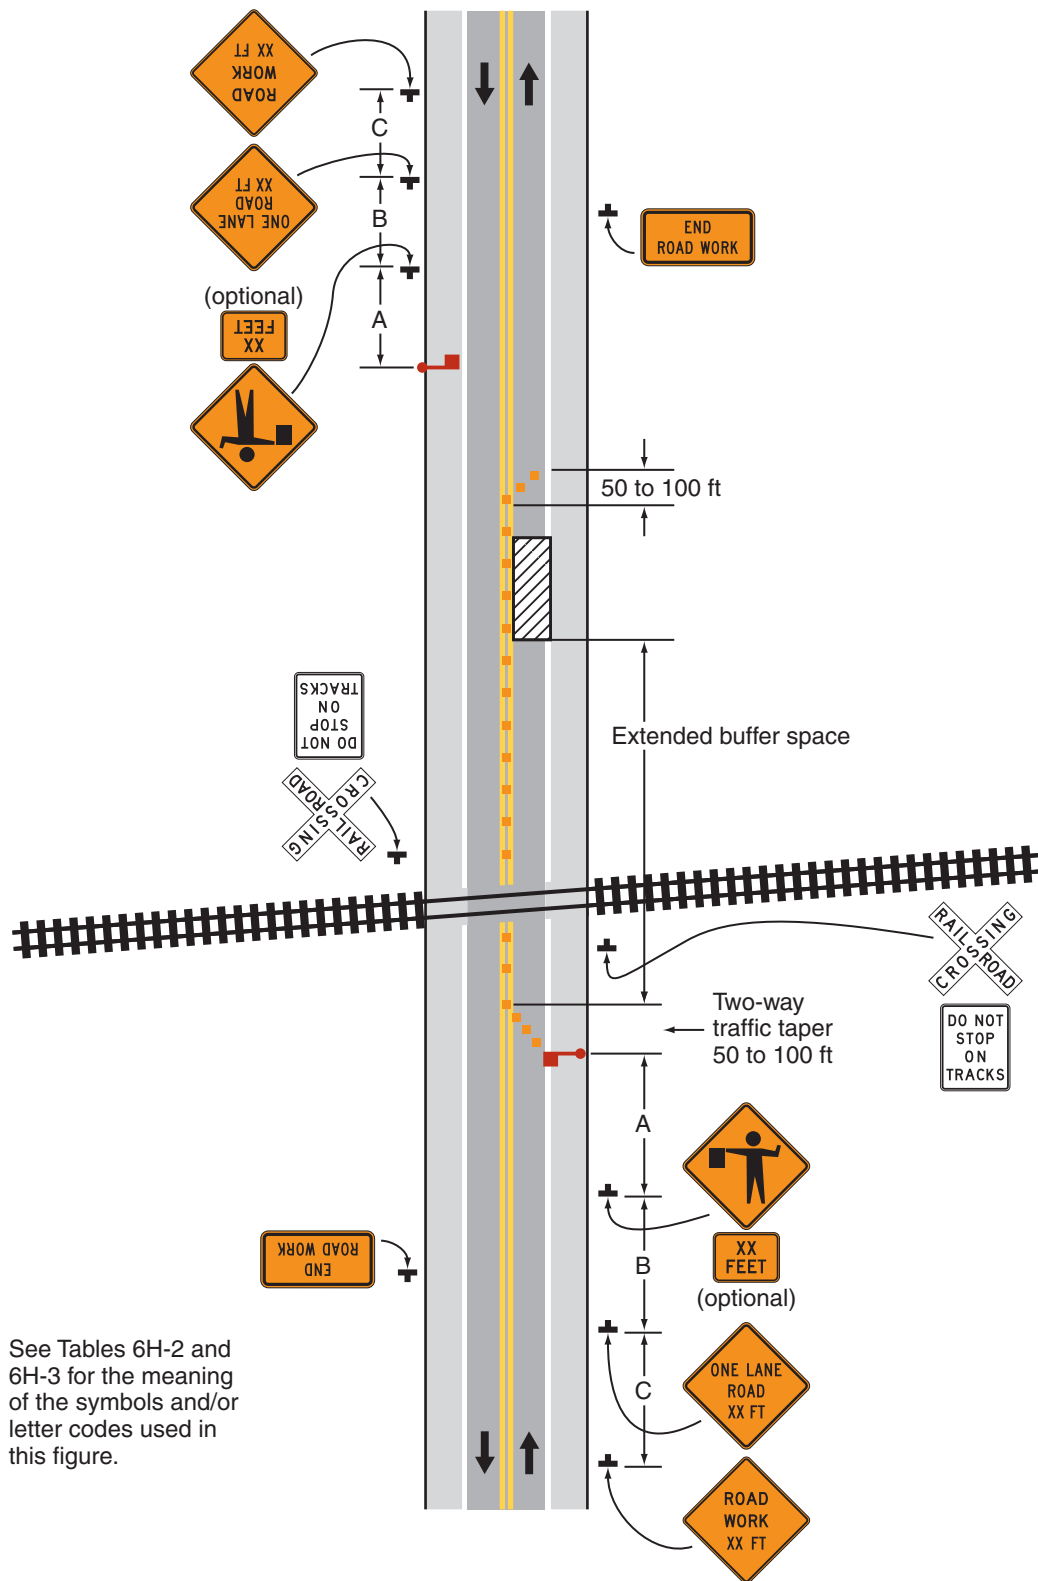 ROAD
WORK
XX FT
C
ONE LANE
ROAD
XX FT
B
END
ROAD WORK
(optional)
XX
FEET
A
50 to 100 ft
DO NOT
STOP
ON
TRACKS
Extended buffer space
RAILROAD
CROSSING
RAILROAD
CROSSING
Two-way
traffic taper
50 to 100 ft
DO NOT
STOP
ON
TRACKS
A
END
ROAD WORK
B
XX
FEET
(optional)
See Tables 6H-2 and
6H-3 for the meaning
of the symbols and/or
letter codes used in
this figure.
C
ONE LANE
ROAD
XX FT
ROAD
WORK
XX FT